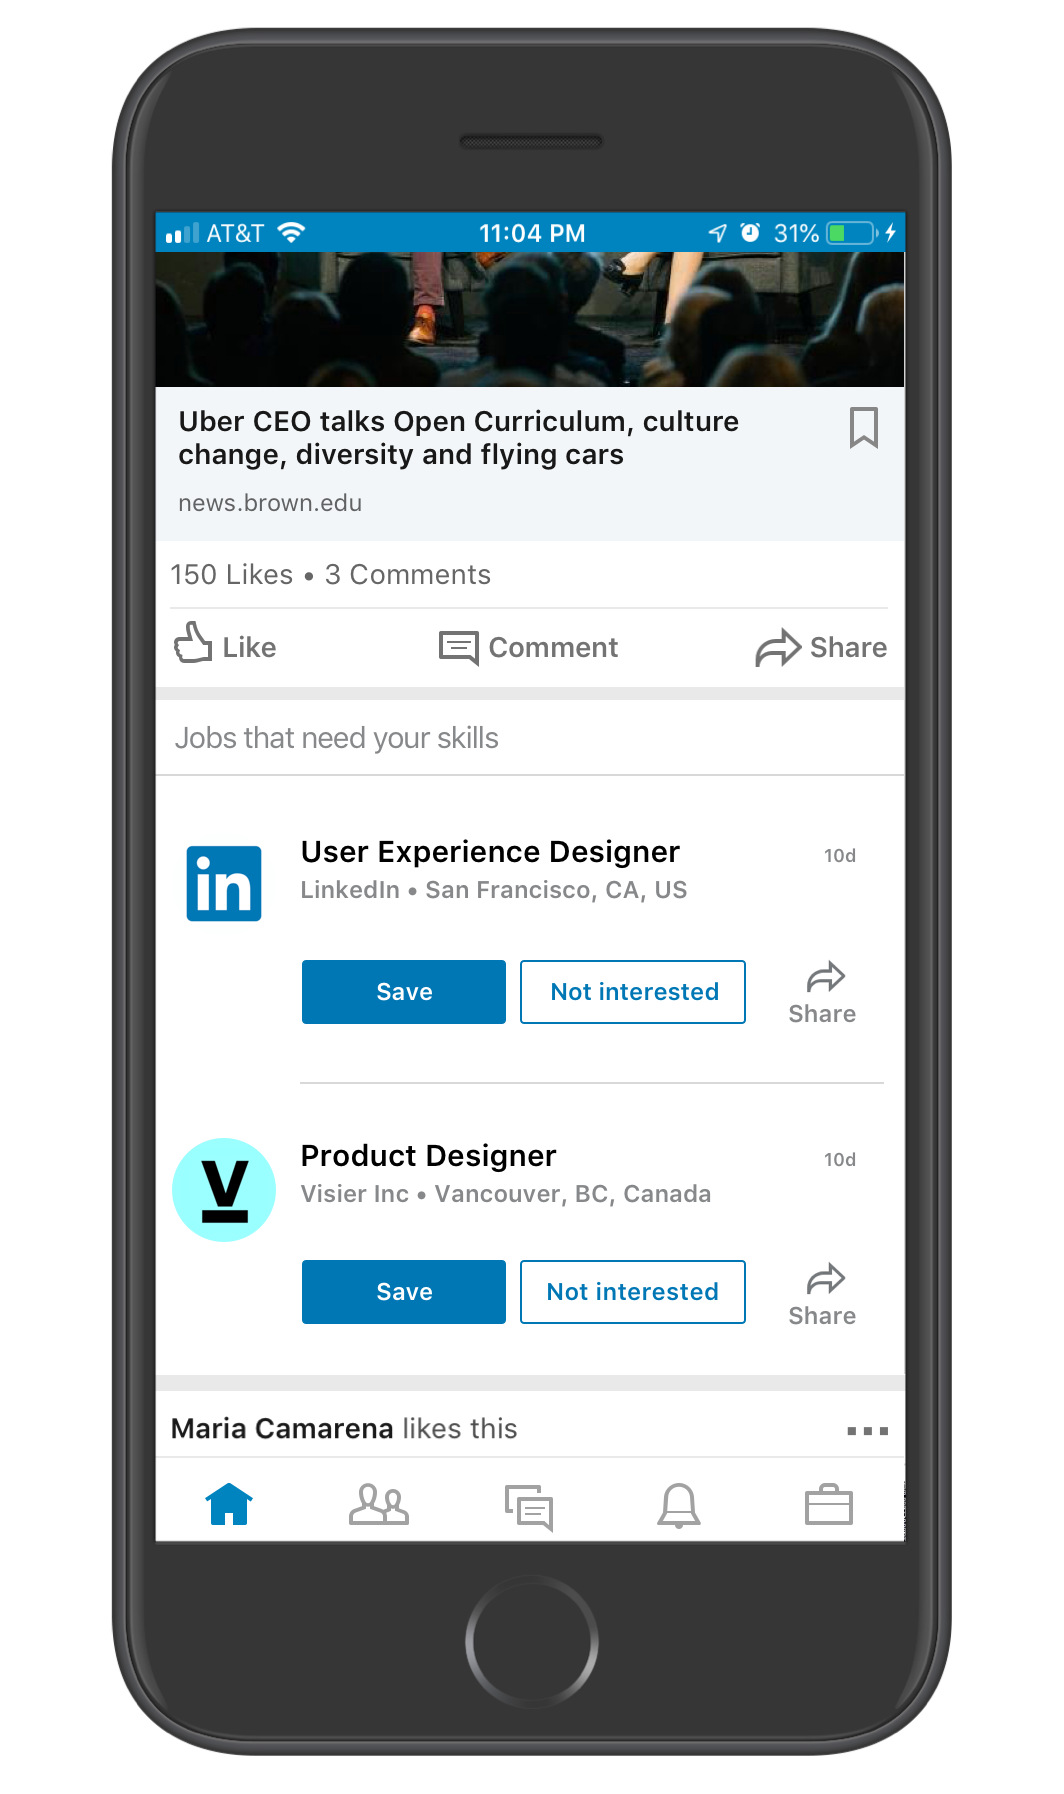 AT&T 11:04 PM 31%
Uber CEO talks Open Curriculum, culture
change, diversity and flying cars
news.brown.edu
150 Likes • 3 Comments
Like Comment Share
Jobs that need your skills
in
User Experience Designer 10d
LinkedIn • San Francisco, CA, US
Save Not interested Share
V
Product Designer 10d
Visier Inc • Vancouver, BC, Canada
Save Not interested Share
Maria Camarena likes this